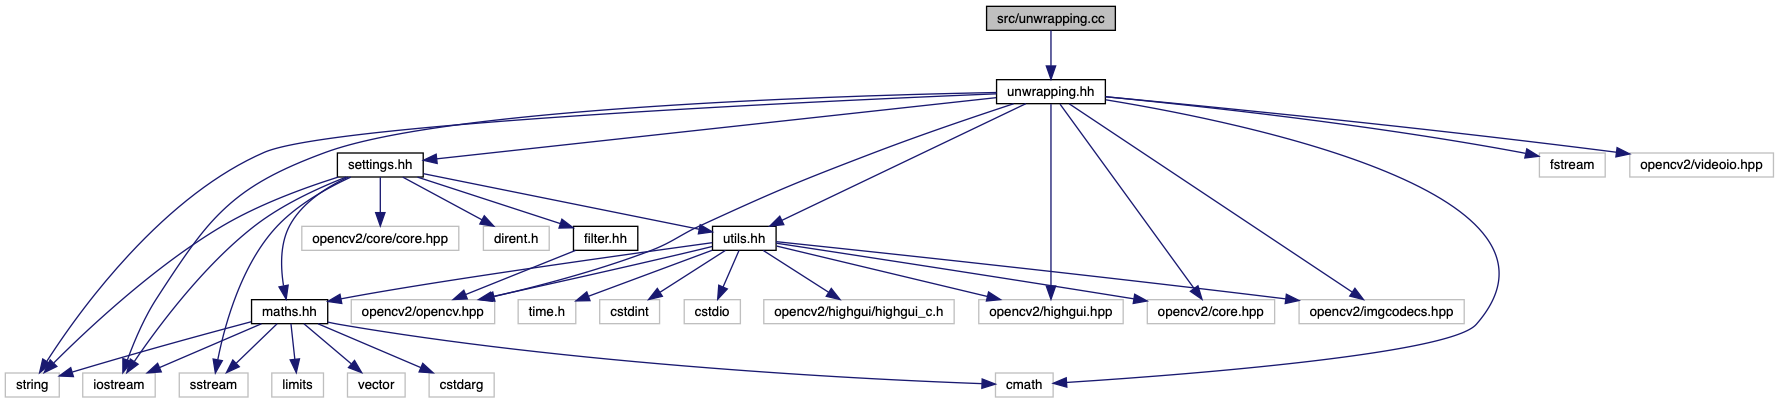 src/unwrapping.cc
unwrapping.hh
settings.hh
fstream
opencv2/videoio.hpp
opencv2/core/core.hpp
dirent.h
filter.hh
utils.hh
maths.hh
opencv2/opencv.hpp
time.h
cstdint
cstdio
opencv2/highgui/highgui_c.h
opencv2/highgui.hpp
opencv2/core.hpp
opencv2/imgcodecs.hpp
string
iostream
sstream
limits
vector
cstdarg
cmath